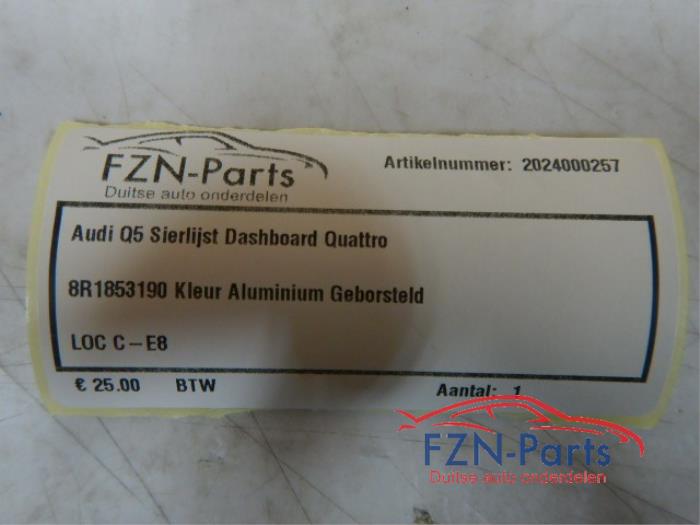 FZN-Parts
Duitse auto onderdelen
Artikelnummer: 2024000257
Audi Q5 Sierlijst Dashboard Quattro
8R1853190 Kleur Aluminium Geborsteld
LOC C-E8
€ 25.00 BTW Aantal: 1
FZN-Parts
Duitse auto onderdelen